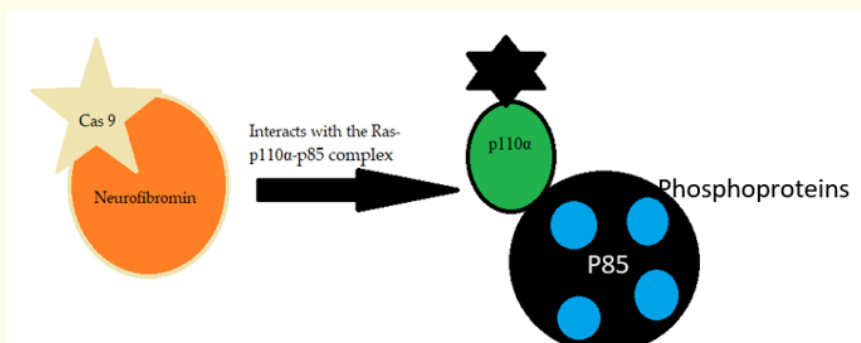 Cas 9
Neurofibromin
Interacts with the Ras-
p110α-p85 complex
p110α
Phosphoproteins
P85